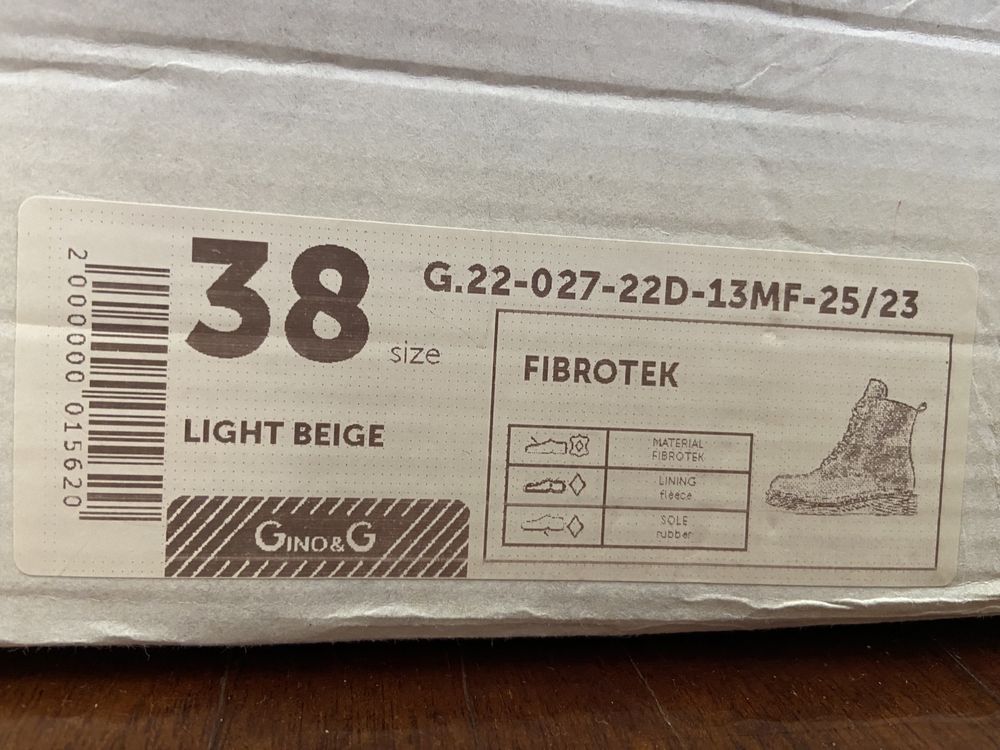 2 000000 015620
38 size
LIGHT BEIGE
GINO&G
G.22-027-22D-13MF-25/23
FIBROTEK
MATERIAL
FIBROTEK
LINING
fleece
SOLE
rubber